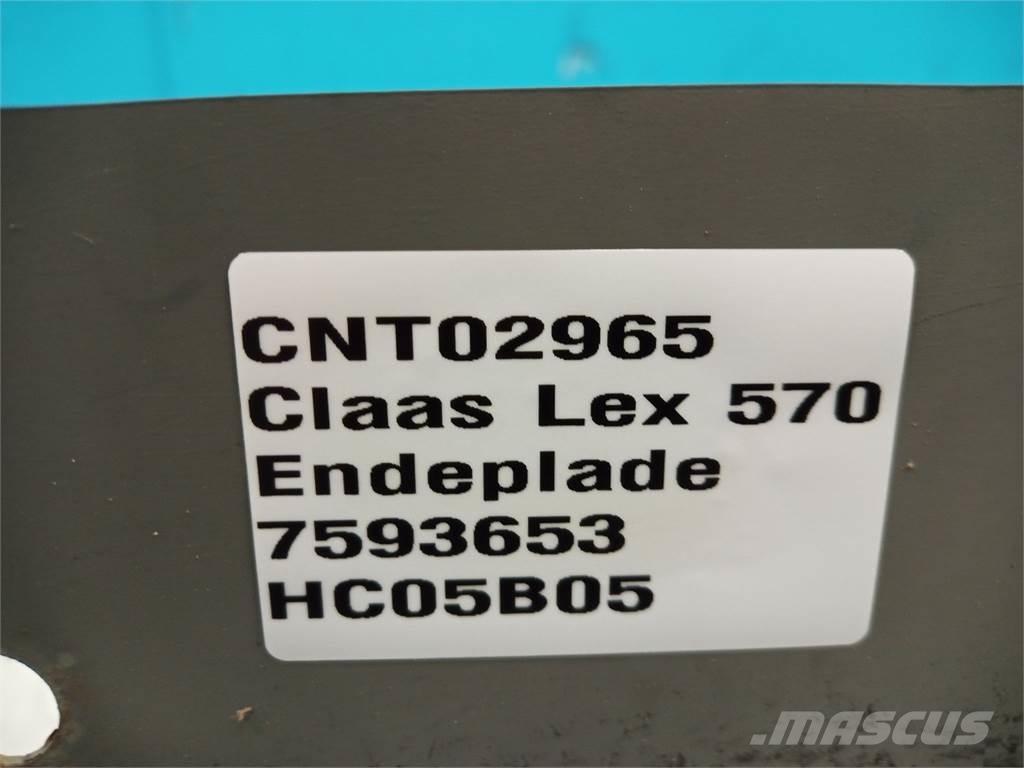 CNT02965
Claas Lex 570
Endeplade
7593653
HC05B05
MASCUS